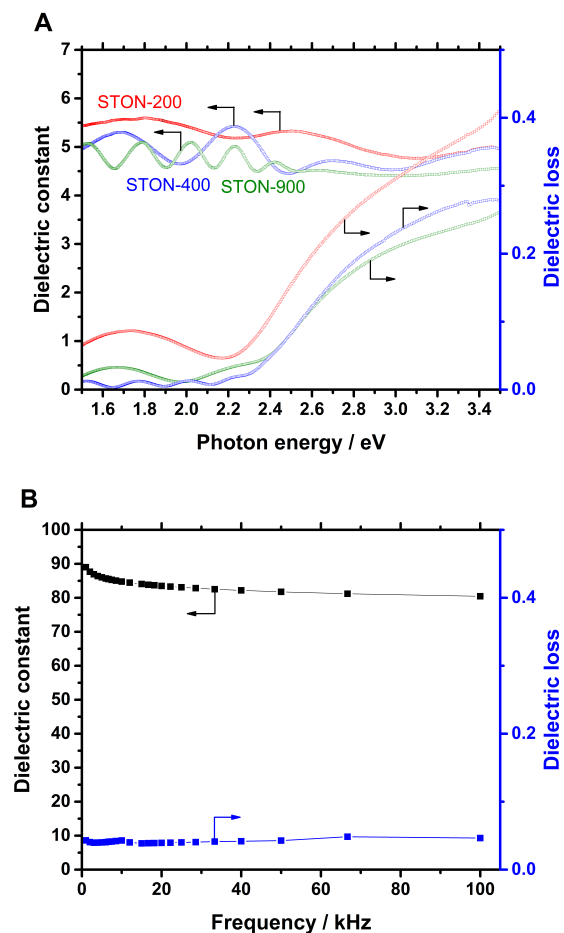 A
7
6
5
4
3
2
1
0
Dielectric constant
STON-200
STON-400
STON-900
0.4
0.2
0.0
Dielectric loss
1.6 1.8 2.0 2.2 2.4 2.6 2.8 3.0 3.2 3.4
Photon energy / eV
B
100
90
80
70
60
50
40
30
20
10
0
Dielectric constant
0.4
0.2
0.0
Dielectric loss
0 20 40 60 80 100
Frequency / kHz